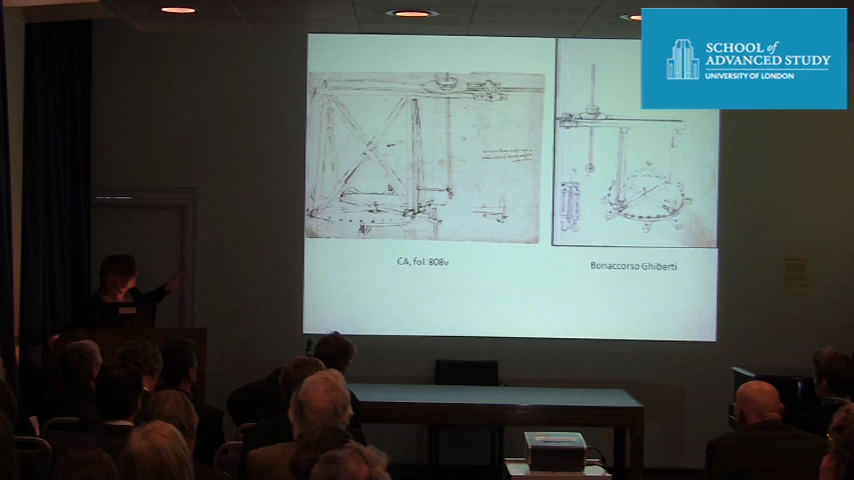 SCHOOL of
ADVANCED STUDY
UNIVERSITY OF LONDON
CA, fol. 808v
Bonaccorso Ghiberti